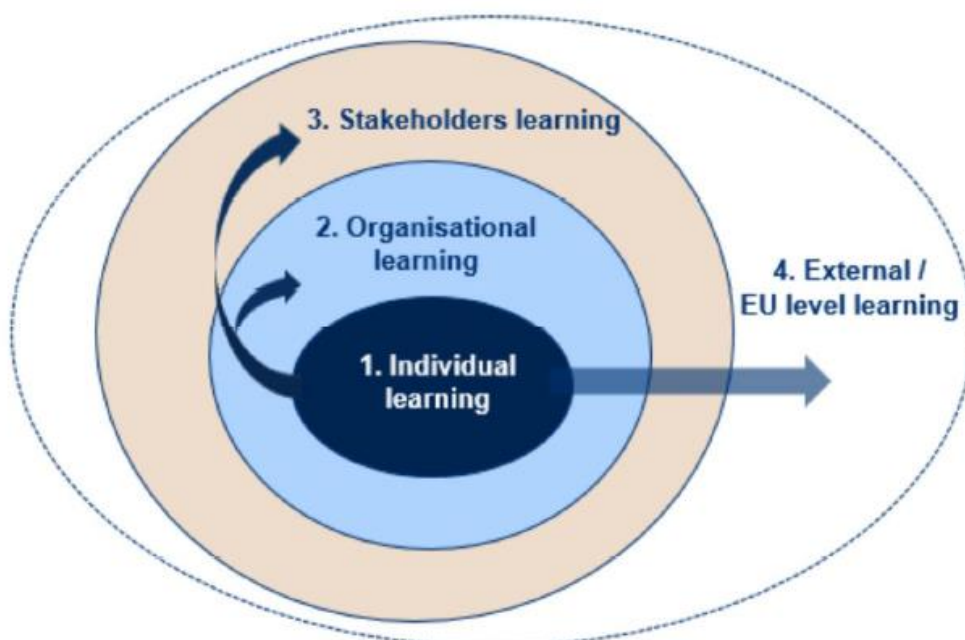 3. Stakeholders learning
2. Organisational
learning
4. External /
EU level learning
1. Individual
learning